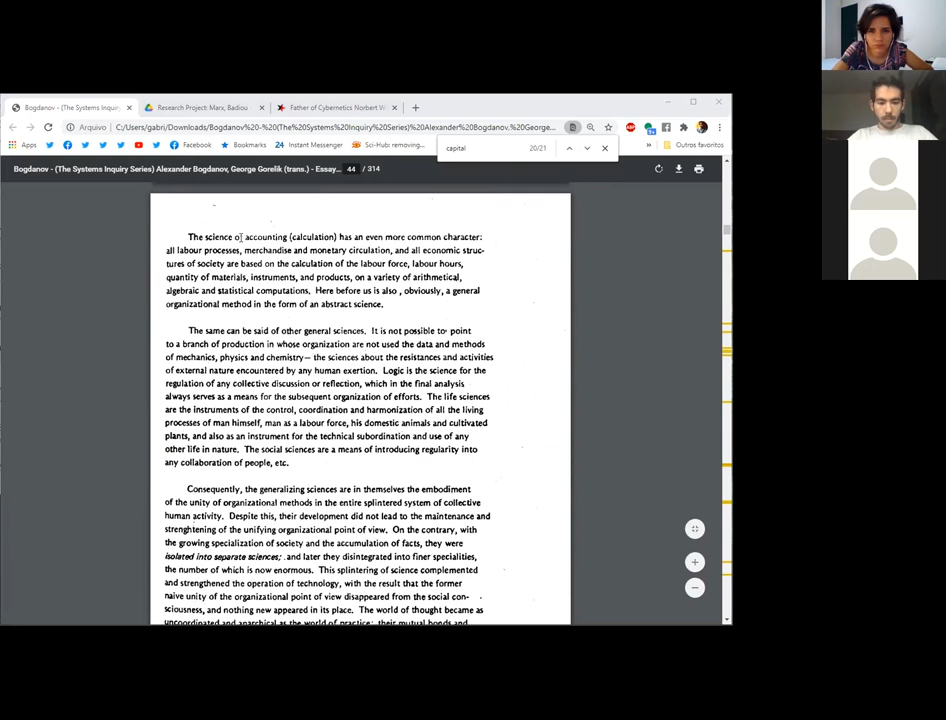 Bogdanov - (The Systems Inquiry
Research Project: Marx, Badiou
Father of Cybernetics Norbert W
Arquivo
C:/Users/gabri/Downloads/Bogdanov%20-%20(The%20Systems%20Inquiry%20Series)%20Alexander%20Bogdanov,%20George...
Apps
Facebook
Bookmarks
24 Instant Messenger
Sci-Hub: removing...
Outros favoritos
capital
20/21
Bogdanov - (The Systems Inquiry Series) Alexander Bogdanov, George Gorelik (trans.) - Essay...
44 / 314
The science of accounting (calculation) has an even more common character:
all labour processes, merchandise and monetary circulation, and all economic struc-
tures of society are based on the calculation of the labour force, labour hours,
quantity of materials, instruments, and products, on a variety of arithmetical,
algebraic and statistical computations. Here before us is also , obviously, a general
organizational method in the form of an abstract science.
The same can be said of other general sciences. It is not possible to point
to a branch of production in whose organization are not used the data and methods
of mechanics, physics and chemistry— the sciences about the resistances and activities
of external nature encountered by any human exertion. Logic is the science for the
regulation of any collective discussion or reflection, which in the final analysis
always serves as a means for the subsequent organization of efforts. The life sciences
are the instruments of the control, coordination and harmonization of all the living
processes of man himself, man as a labour force, his domestic animals and cultivated
plants, and also as an instrument for the technical subordination and use of any
other life in nature. The social sciences are a means of introducing regularity into
any collaboration of people, etc.
Consequently, the generalizing sciences are in themselves the embodiment
of the unity of organizational methods in the entire splintered system of collective
human activity. Despite this, their development did not lead to the maintenance and
strenghtening of the unifying organizational point of view. On the contrary, with
the growing specialization of society and the accumulation of facts, they were
isolated into separate sciences; and later they disintegrated into finer specialities,
the number of which is now enormous. This splintering of science complemented
and strengthened the operation of technology, with the result that the former
naive unity of the organizational point of view disappeared from the social con-
sciousness, and nothing new appeared in its place. The world of thought became as
uncoordinated and anarchical as the world of practice; their mutual bonds and